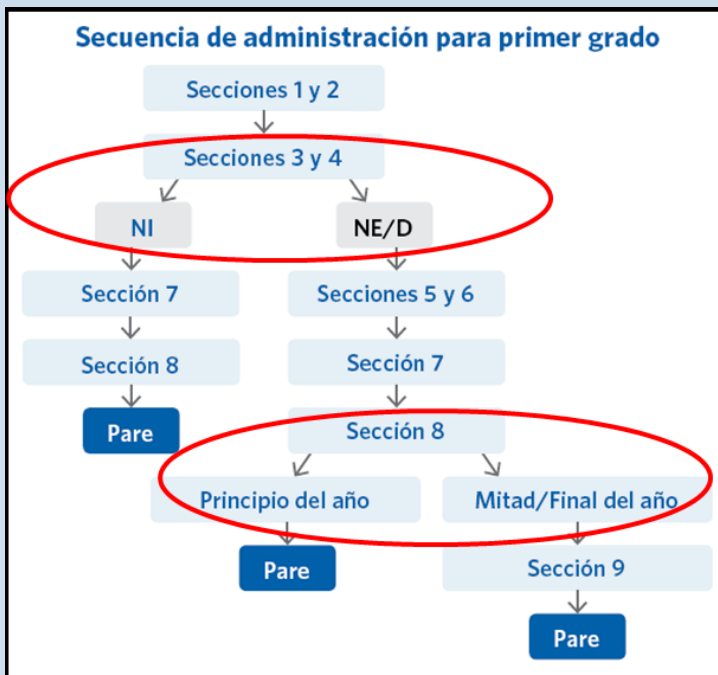 Secuencia de administración para primer grado
Secciones 1 y 2
Secciones 3 y 4
NI
NE/D
Sección 7
Secciones 5 y 6
Sección 8
Sección 7
Pare
Sección 8
Principio del año
Mitad/Final del año
Pare
Sección 9
Pare